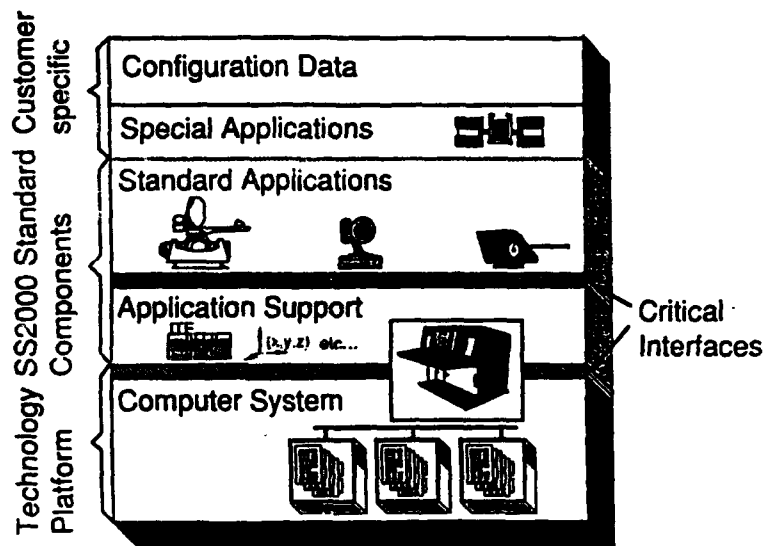 Customer
specific
Configuration Data
Special Applications
SS2000 Standard
Components
Standard Applications
Application Support
ITE
(x,y,z) etc...
Critical
Interfaces
Technology
Platform
Computer System